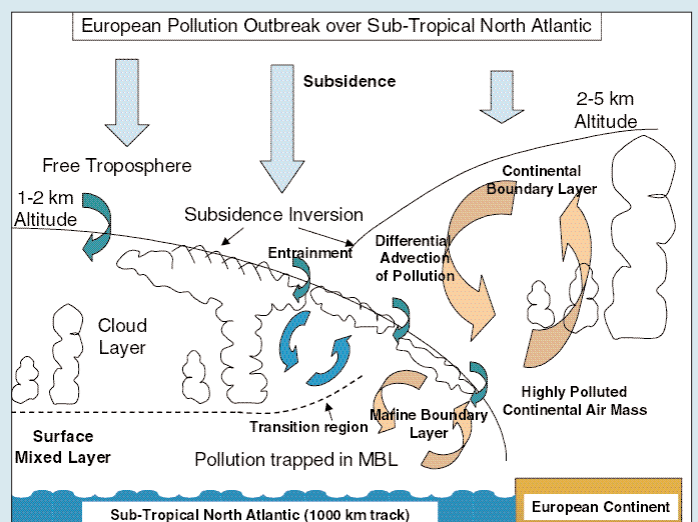 European Pollution Outbreak over Sub-Tropical North Atlantic
Subsidence
2-5 km
Altitude
Free Troposphere
Continental
Boundary Layer
1-2 km
Altitude
Subsidence Inversion
Entrainment
Differential
Advection
of Pollution
Cloud
Layer
Highly Polluted
Continental Air Mass
Transition region
Marine Boundary
Layer
Surface
Mixed Layer
Pollution trapped in MBL
European Continent
Sub-Tropical North Atlantic (1000 km track)